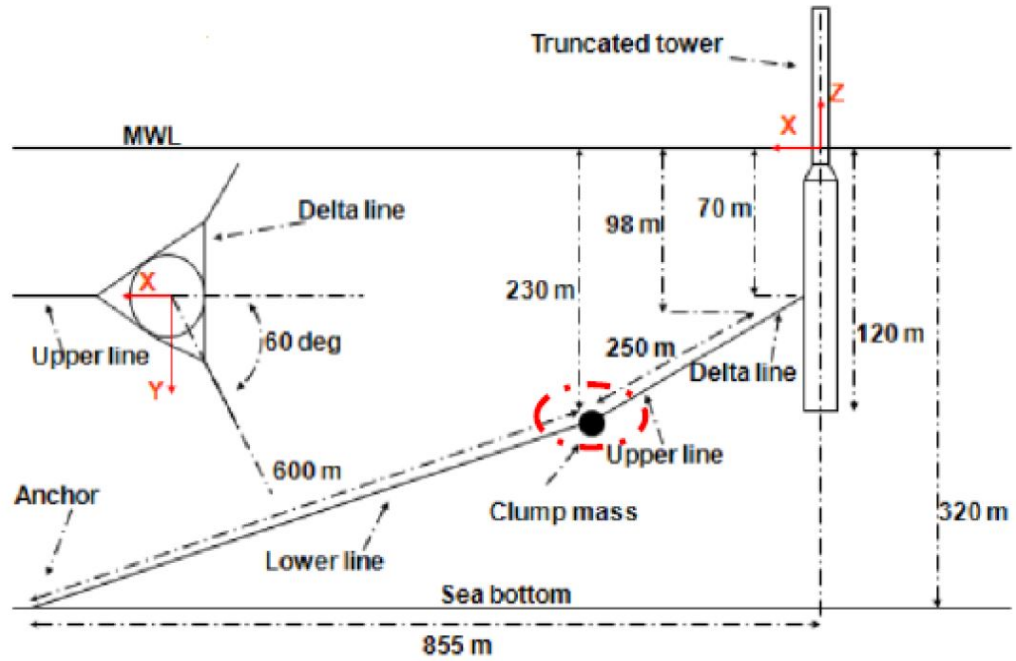 Truncated tower
Z
X
MWL
Delta line
98 m
70 m
X
230 m
60 deg
120 m
Upper line
250 m
Delta line
Y
600 m
Upper line
Anchor
Clump mass
320 m
Lower line
Sea bottom
855 m